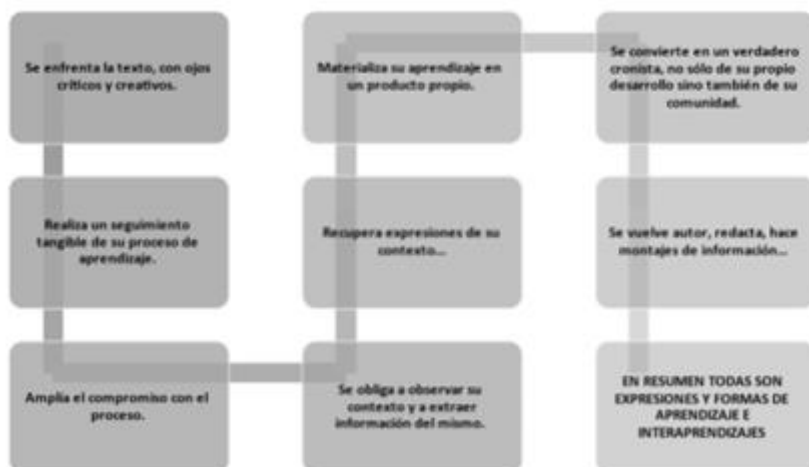 Se enfrenta la texto, con ojos
críticos y creativos.
Realiza un seguimiento
tangible de su proceso de
aprendizaje.
Amplía el compromiso con el
proceso.
Se obliga a observar su
contexto y a extraer
información del mismo.
Recupera expresiones de su
contexto...
Materializa su aprendizaje en
un producto propio.
Se convierte en un verdadero
cronista, no sólo de su propio
desarrollo sino también de su
comunidad.
Se vuelve autor, redacta, hace
montajes de información...
EN RESUMEN TODAS SON
EXPRESIONES Y FORMAS DE
APRENDIZAJE E
INTERAPRENDIZAJES